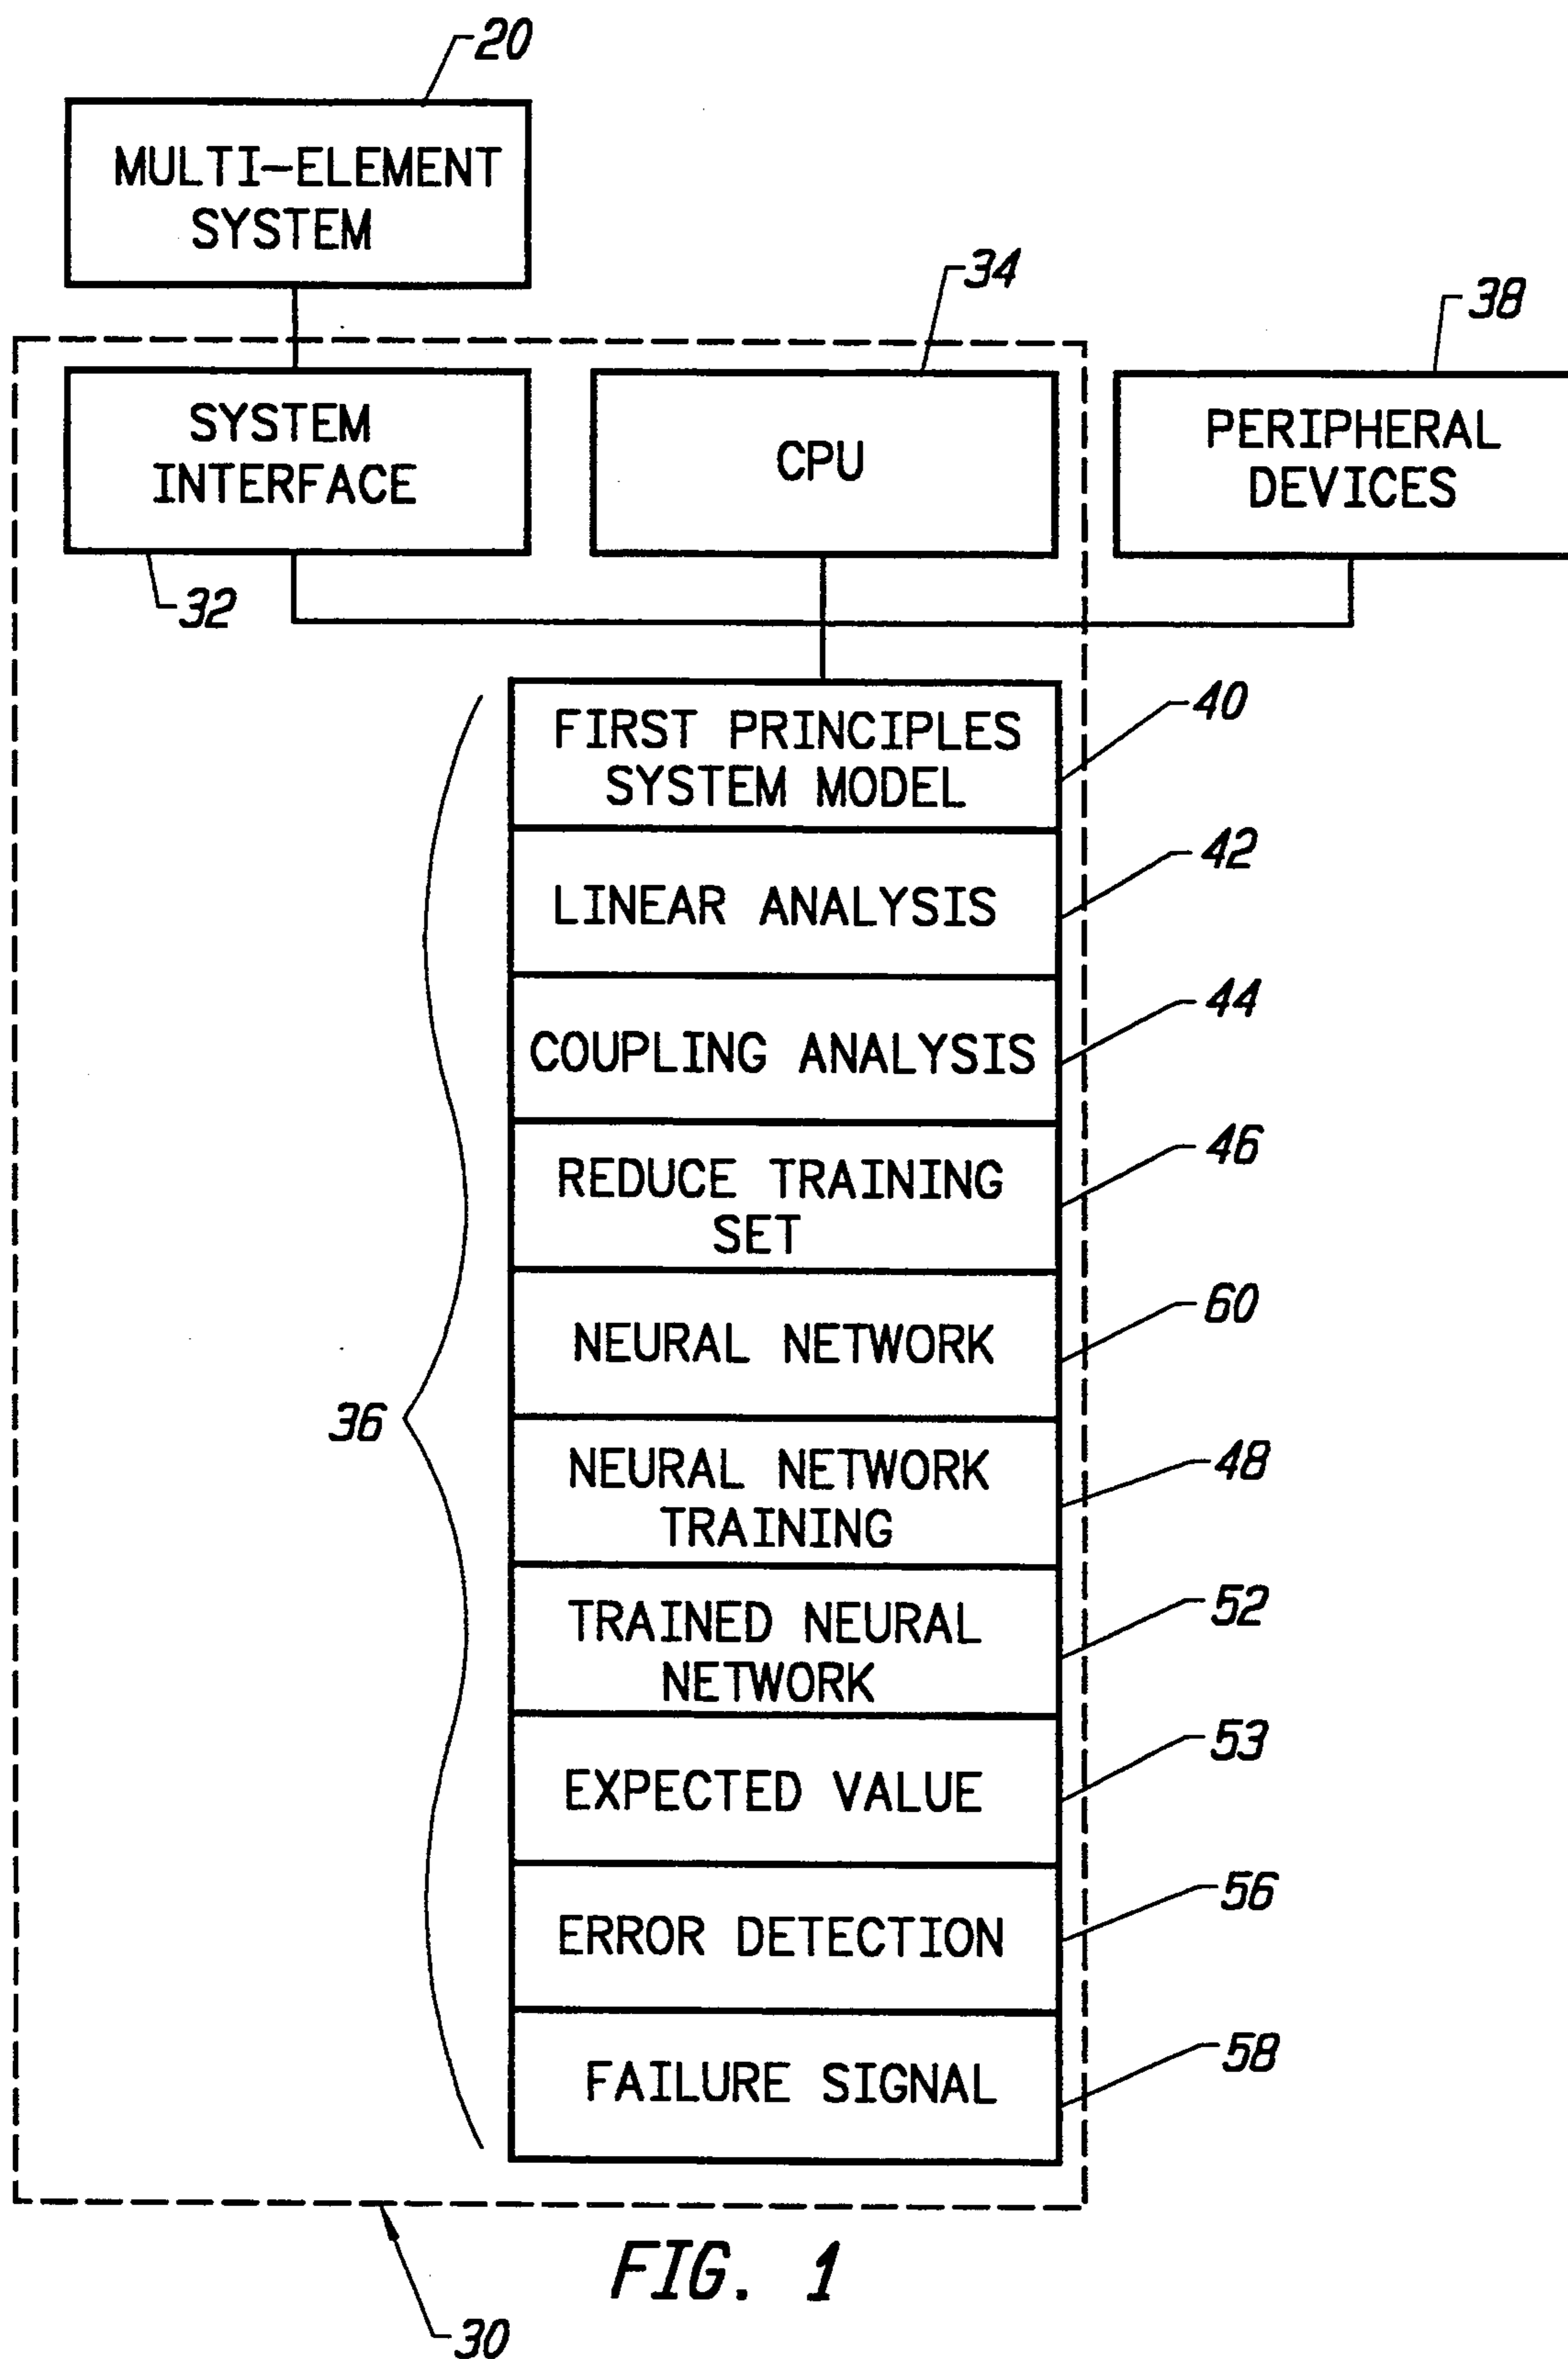 20
MULTI-ELEMENT
SYSTEM
34
38
SYSTEM
INTERFACE
CPU
PERIPHERAL
DEVICES
32
FIRST PRINCIPLES
SYSTEM MODEL
40
LINEAR ANALYSIS
42
COUPLING ANALYSIS
44
REDUCE TRAINING
SET
46
NEURAL NETWORK
60
36
NEURAL NETWORK
TRAINING
48
TRAINED NEURAL
NETWORK
52
EXPECTED VALUE
53
ERROR DETECTION
56
FAILURE SIGNAL
58
FIG. 1
30